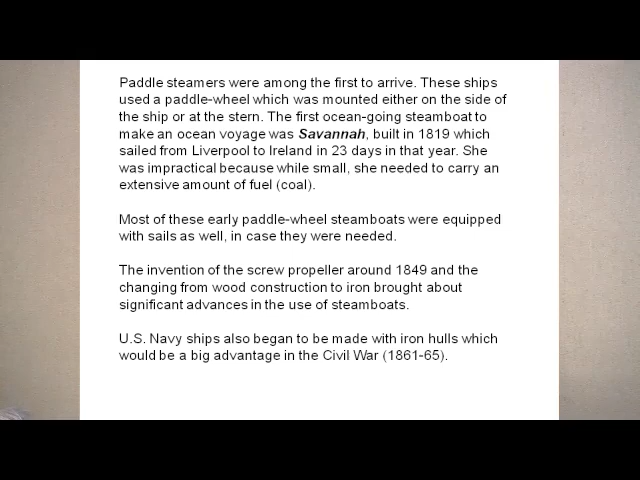 Paddle steamers were among the first to arrive. These ships
used a paddle-wheel which was mounted either on the side of
the ship or at the stern. The first ocean-going steamboat to
make an ocean voyage was Savannah, built in 1819 which
sailed from Liverpool to Ireland in 23 days in that year. She
was impractical because while small, she needed to carry an
extensive amount of fuel (coal).
Most of these early paddle-wheel steamboats were equipped
with sails as well, in case they were needed.
The invention of the screw propeller around 1849 and the
changing from wood construction to iron brought about
significant advances in the use of steamboats.
U.S. Navy ships also began to be made with iron hulls which
would be a big advantage in the Civil War (1861-65).